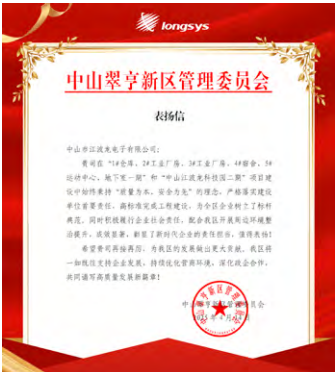 longsys
中山翠亨新区管理委员会
表扬信
中山市江波龙电子有限公司：
贵司在“1#仓库、2#工业厂房、3#工业厂房、4#宿舍、5#
运动中心、地下室一期”和“中山江波龙科技园二期”项目建
设中始终秉持“质量为本、安全为先”的理念，严格落实建设
单位首要责任，高标准完成工程建设，为全区企业树立了标杆
典范。同时积极履行企业社会责任，配合我区开展周边环境整
治提升，成效显著，彰显了新时代企业的责任担当，值得表扬！
希望贵司再接再厉，为我区的发展做出更大贡献。我区将
一如既往支持企业发展，持续优化营商环境，深化政企合作，
共同谱写高质量发展新篇章！
中山翠亨新区管理委员会